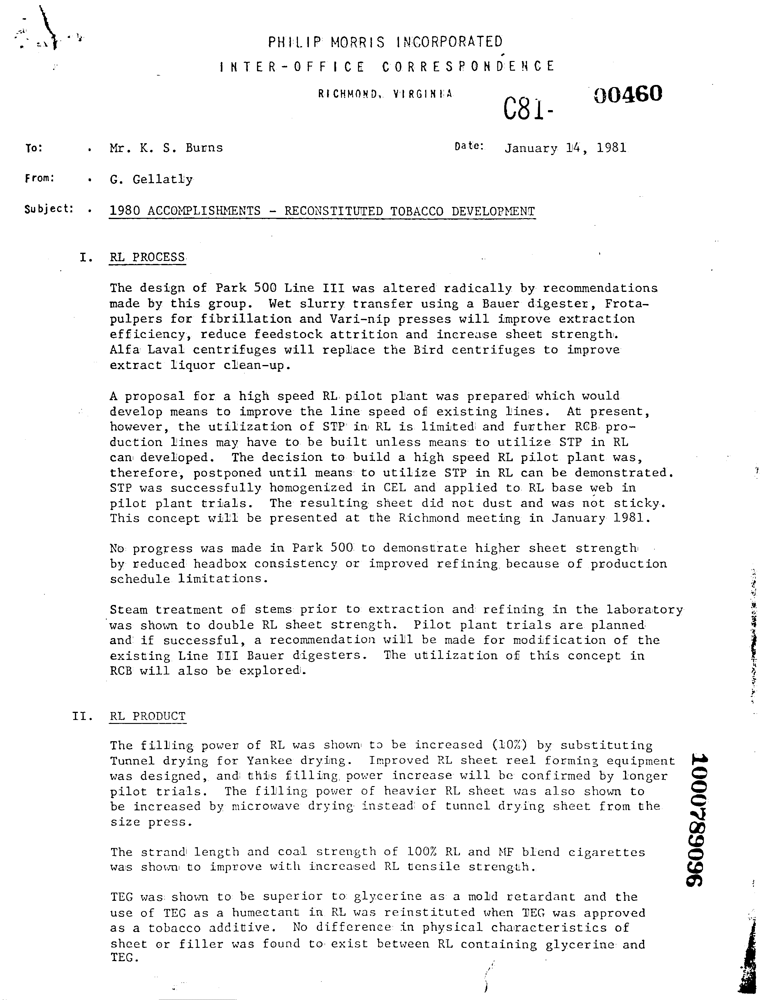 PHILIP MORRIS INCORPORATED
INTER-OFFICE CORRESPONDENCE
RICHMOND, VIRGINIA
C81- 00460
To: . Mr. K. S. Burns Date: January 14, 1981
From: . G. Gellatly
Subject: . 1980 ACCOMPLISHMENTS - RECONSTITUTED TOBACCO DEVELOPMENT
I. RL PROCESS
The design of Park 500 Line III was altered radically by recommendations
made by this group. Wet slurry transfer using a Bauer digester, Frota-
pulpers for fibrillation and Vari-nip presses will improve extraction
efficiency, reduce feedstock attrition and increase sheet strength.
Alfa Laval centrifuges will replace the Bird centrifuges to improve
extract liquor clean-up.
A proposal for a high speed RL pilot plant was prepared which would
develop means to improve the line speed of existing lines. At present,
however, the utilization of STP in RL is limited and further RCB pro-
duction lines may have to be built unless means to utilize STP in RL
can developed. The decision to build a high speed RL pilot plant was,
therefore, postponed until means to utilize STP in RL can be demonstrated.
STP was successfully homogenized in CEL and applied to RL base web in
pilot plant trials. The resulting sheet did not dust and was not sticky.
This concept will be presented at the Richmond meeting in January 1981.
No progress was made in Park 500 to demonstrate higher sheet strength
by reduced headbox consistency or improved refining because of production
schedule limitations.
Steam treatment of stems prior to extraction and refining in the laboratory
was shown to double RL sheet strength. Pilot plant trials are planned
and if successful, a recommendation will be made for modification of the
existing Line III Bauer digesters. The utilization of this concept in
RCB will also be explored.
II. RL PRODUCT
The filling power of RL was shown to be increased (10%) by substituting
Tunnel drying for Yankee drying. Improved RL sheet reel forming equipment
was designed, and this filling power increase will be confirmed by longer
pilot trials. The filling power of heavier RL sheet was also shown to
be increased by microwave drying instead of tunnel drying sheet from the
size press.
The strand length and coal strength of 100% RL and MF blend cigarettes
was shown to improve with increased RL tensile strength.
TEG was shown to be superior to glycerine as a mold retardant and the
use of TEG as a humectant in RL was reinstituted when TEG was approved
as a tobacco additive. No difference in physical characteristics of
sheet or filler was found to exist between RL containing glycerine and
TEG.
1000789096